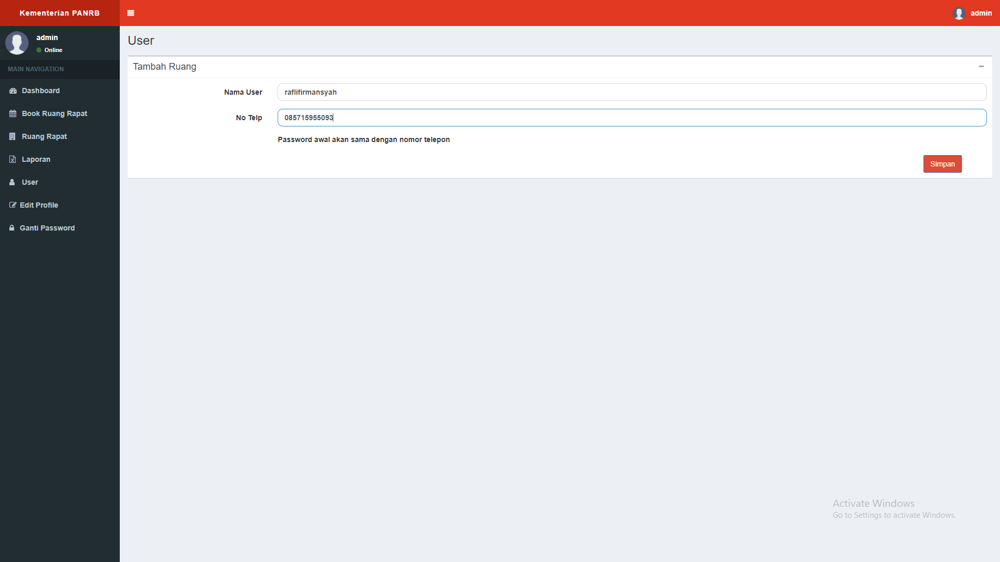 Kementerian PANRB
admin
admin
Online
MAIN NAVIGATION
Dashboard
Book Ruang Rapat
Ruang Rapat
Laporan
User
Edit Profile
Ganti Password
User
Tambah Ruang
Nama User
raflifirmansyah
No Telp
085715955093
Password awal akan sama dengan nomor telepon
Simpan
Activate Windows
Go to Settings to activate Windows.